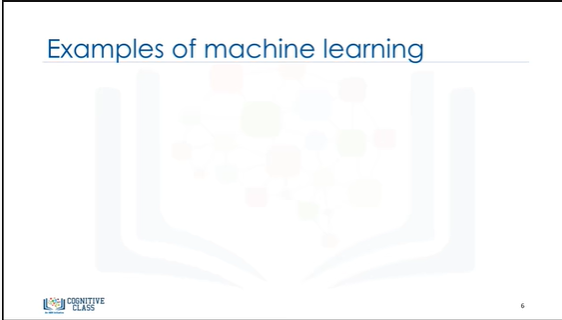 Examples of machine learning
COGNITIVE
CLASS
6